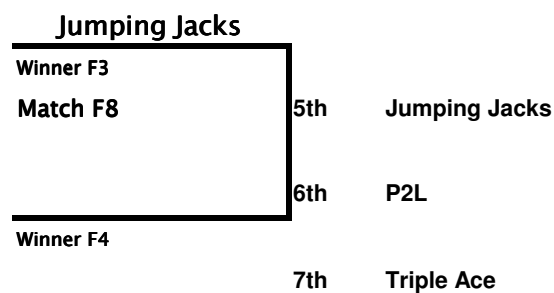 Jumping Jacks
Winner F3
Match F8
5th Jumping Jacks
6th P2L
Winner F4
7th Triple Ace